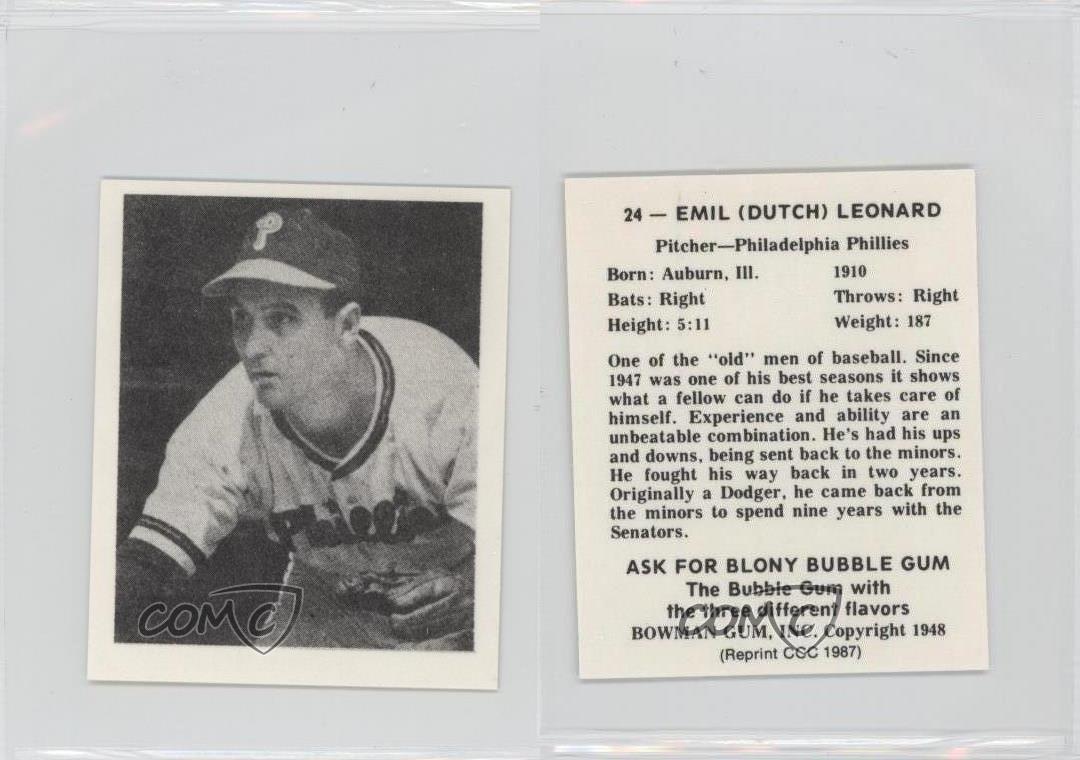 P
Phillies
COMC
24 — EMIL (DUTCH) LEONARD
Pitcher—Philadelphia Phillies
Born: Auburn, Ill. 1910
Bats: Right Throws: Right
Height: 5:11 Weight: 187
One of the "old" men of baseball. Since
1947 was one of his best seasons it shows
what a fellow can do if he takes care of
himself. Experience and ability are an
unbeatable combination. He's had his ups
and downs, being sent back to the minors.
He fought his way back in two years.
Originally a Dodger, he came back from
the minors to spend nine years with the
Senators.
ASK FOR BLONY BUBBLE GUM
The Bubble Gum with
the three different flavors
BOWMAN GUM, INC. Copyright 1948
(Reprint CCC 1987)
COMC